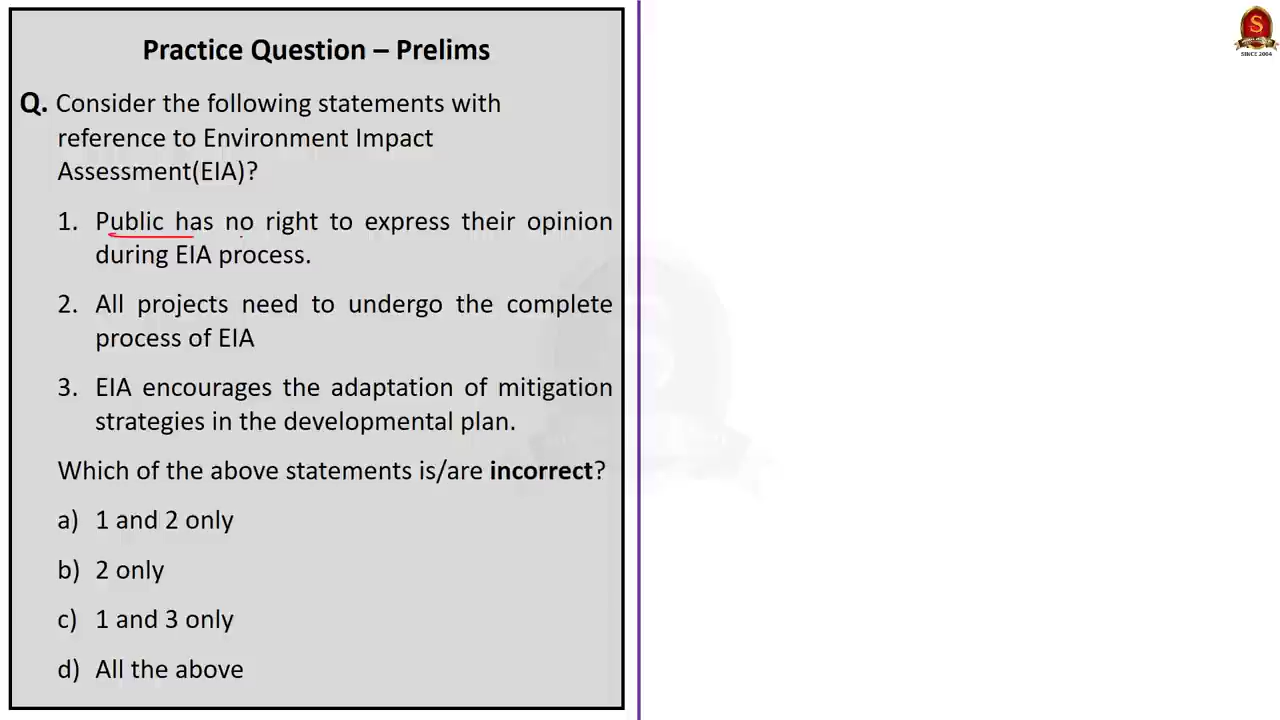 Practice Question – Prelims
Q. Consider the following statements with
reference to Environment Impact
Assessment(EIA)?
1. Public has no right to express their opinion
during EIA process.
2. All projects need to undergo the complete
process of EIA
3. EIA encourages the adaptation of mitigation
strategies in the developmental plan.
Which of the above statements is/are incorrect?
a) 1 and 2 only
b) 2 only
c) 1 and 3 only
d) All the above
S
SINCE 2004